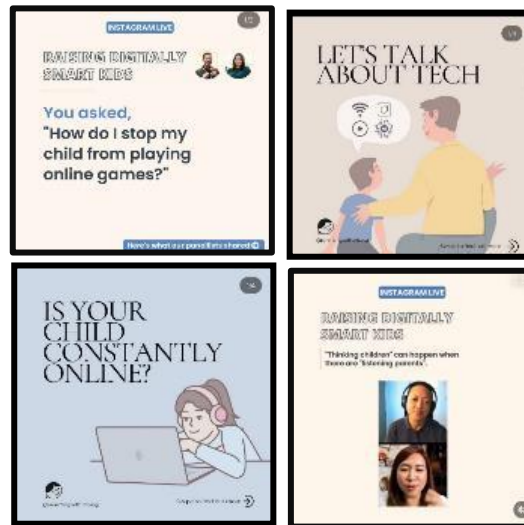 INSTAGRAM LIVE
RAISING DIGITALLY
SMART KIDS
You asked,
"How do I stop my
child from playing
online games?"
Here's what our panellists shared
LET'S TALK
ABOUT TECH
IS YOUR
CHILD
CONSTANTLY
ONLINE?
INSTAGRAM LIVE
RAISING DIGITALLY
SMART KIDS
"Thinking children" can happen when
there are "listening parents".